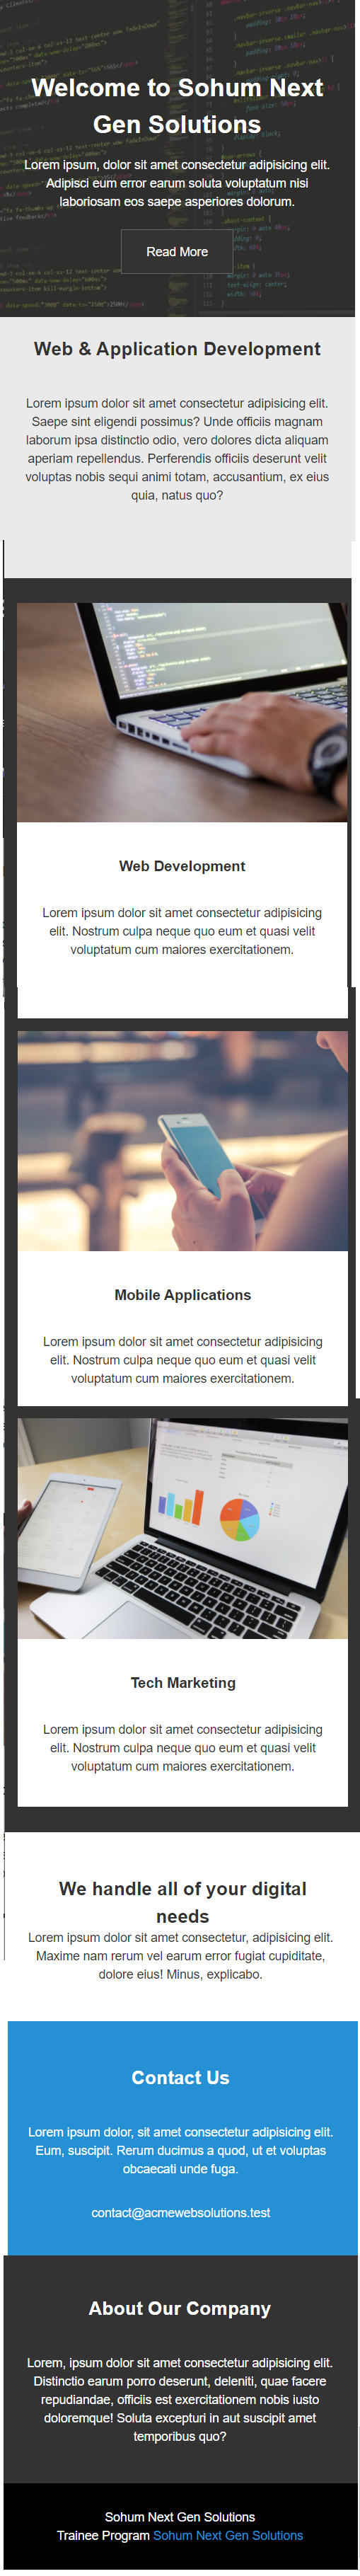 Welcome to Sohum Next
Gen Solutions
Lorem ipsum, dolor sit amet consectetur adipisicing elit.
Adipisci eum error earum soluta voluptatum nisi
laboriosam eos saepe asperiores dolorum.
Read More
Web & Application Development
Lorem ipsum dolor sit amet consectetur adipisicing elit.
Saepe sint eligendi possimus? Unde officiis magnam
laborum ipsa distinctio odio, vero dolores dicta aliquam
aperiam repellendus. Perferendis officiis deserunt velit
voluptas nobis sequi animi totam, accusantium, ex eius
quia, natus quo?
Web Development
Lorem ipsum dolor sit amet consectetur adipisicing
elit. Nostrum culpa neque quo eum et quasi velit
voluptatum cum maiores exercitationem.
Mobile Applications
Lorem ipsum dolor sit amet consectetur adipisicing
elit. Nostrum culpa neque quo eum et quasi velit
voluptatum cum maiores exercitationem.
Tech Marketing
Lorem ipsum dolor sit amet consectetur adipisicing
elit. Nostrum culpa neque quo eum et quasi velit
voluptatum cum maiores exercitationem.
We handle all of your digital
needs
Lorem ipsum dolor sit amet consectetur, adipisicing elit.
Maxime nam rerum vel earum error fugiat cupiditate,
dolore eius! Minus, explicabo.
Contact Us
Lorem ipsum dolor, sit amet consectetur adipisicing elit.
Eum, suscipit. Rerum ducimus a quod, ut et voluptas
obcaecati unde fuga.
contact@acmewebsolutions.test
About Our Company
Lorem, ipsum dolor sit amet consectetur adipisicing elit.
Distinctio earum porro deserunt, deleniti, quae facere
repudiandae, officiis est exercitationem nobis iusto
doloremque! Soluta excepturi in aut suscipit amet
temporibus quo?
Sohum Next Gen Solutions
Trainee Program Sohum Next Gen Solutions